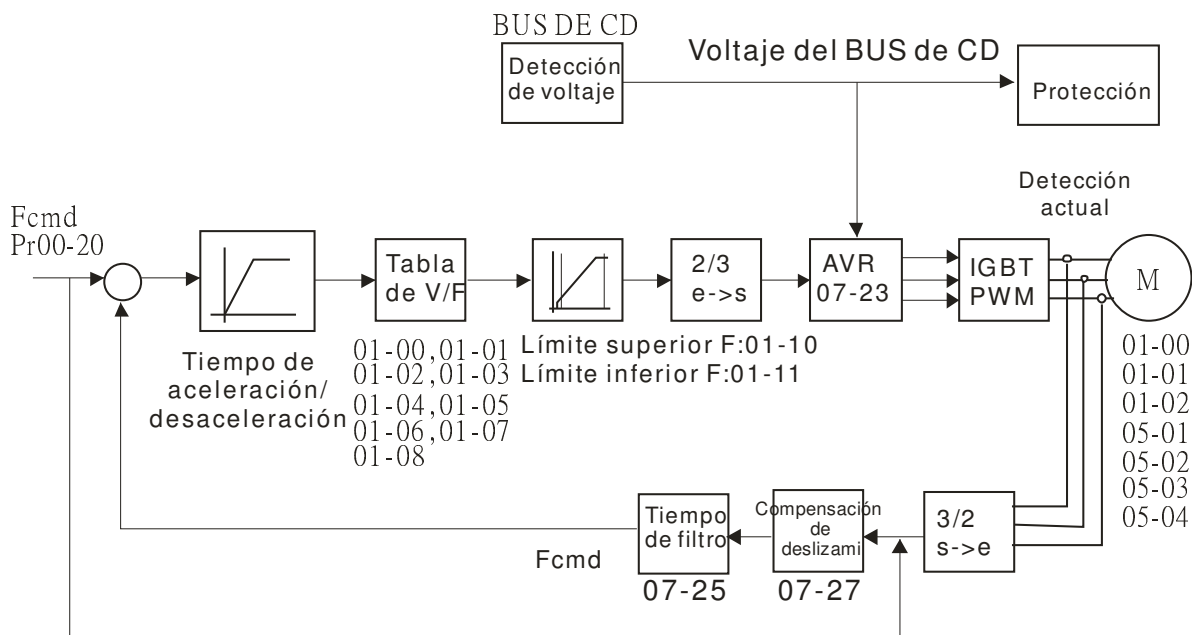 BUS DE CD
Detección
de voltaje
Voltaje del BUS de CD
Protección
Detección
actual
Fcmd
Pr00-20
Tabla
de V/F
2/3
e->s
AVR
07-23
IGBT
PWM
M
Tiempo de
aceleración/
desaceleración
01-00,01-01
01-02,01-03
01-04,01-05
01-06,01-07
01-08
Límite superior F:01-10
Límite inferior F:01-11
01-00
01-01
01-02
05-01
05-02
05-03
05-04
Fcmd
Tiempo
de filtro
07-25
Compensación
de
deslizami
07-27
3/2
s->e